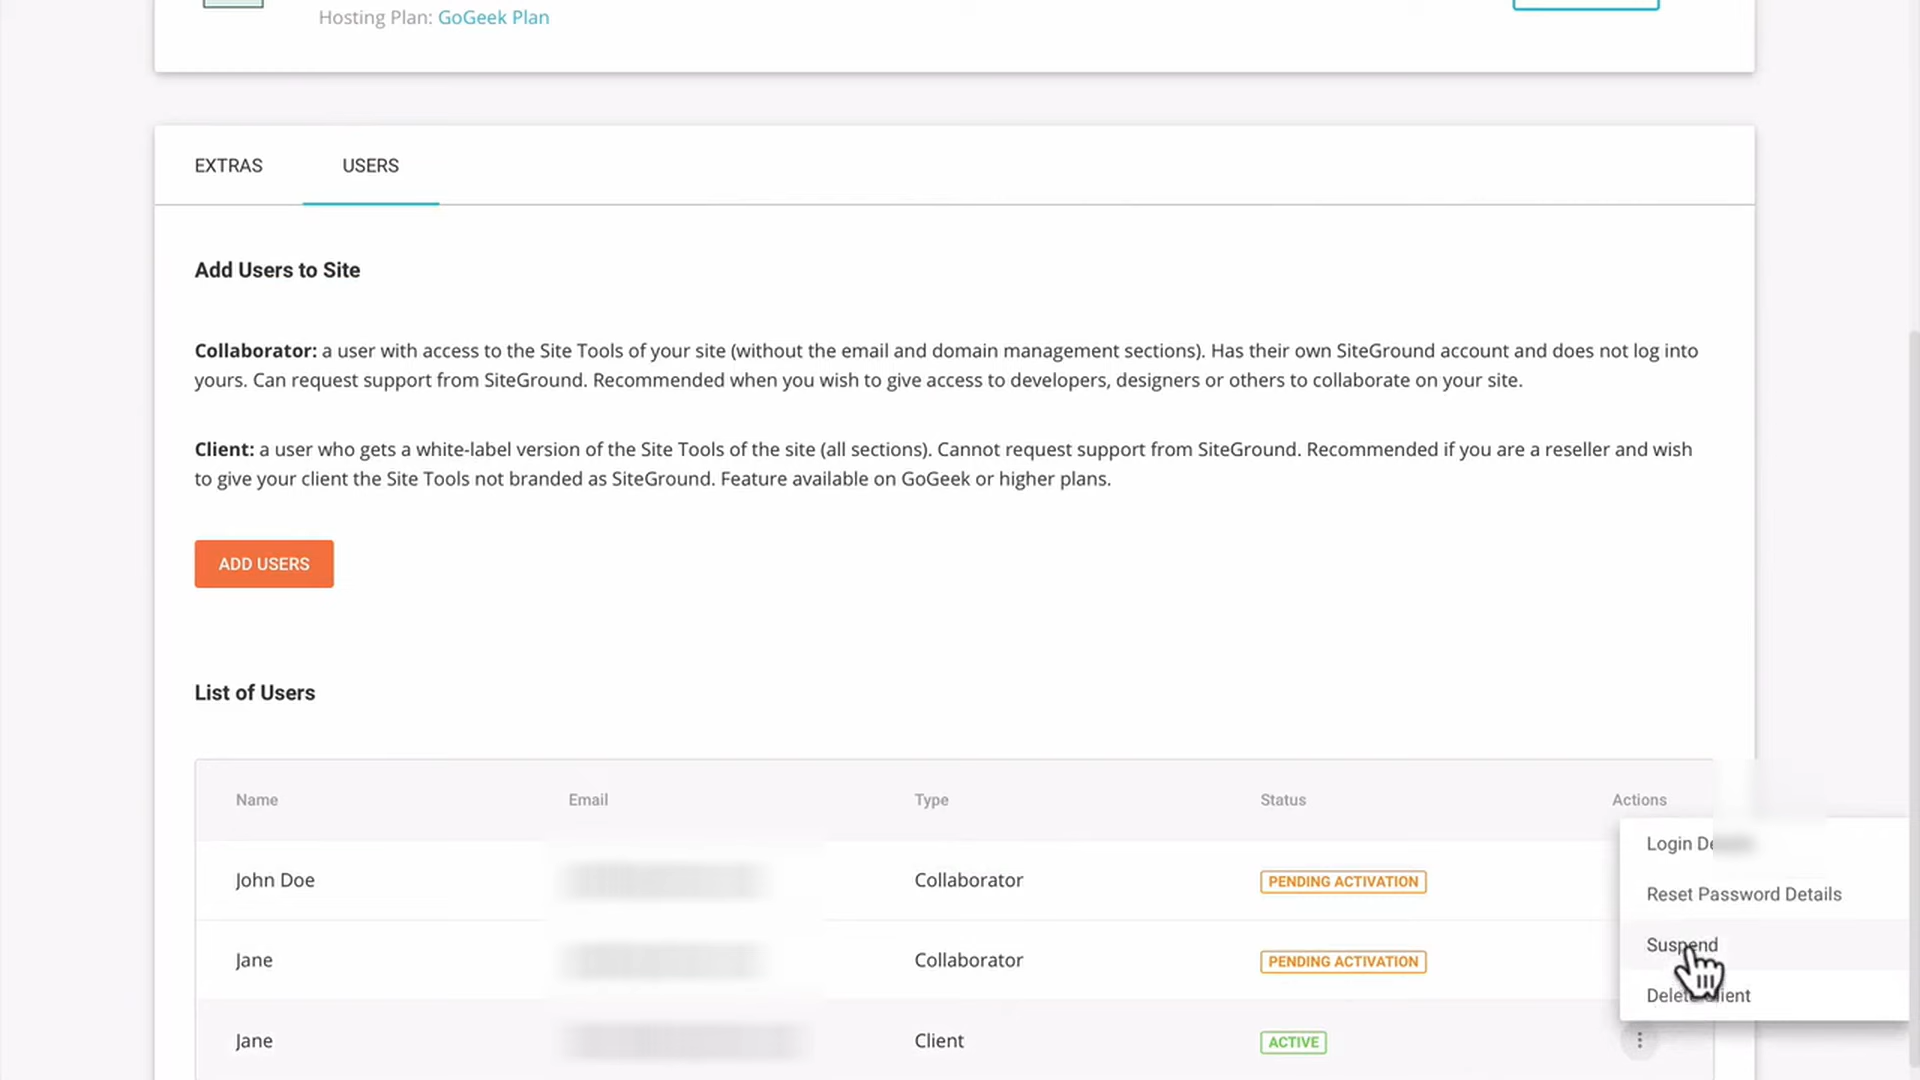 Hosting Plan: GoGeek Plan
EXTRAS
USERS
Add Users to Site
Collaborator: a user with access to the Site Tools of your site (without the email and domain management sections). Has their own SiteGround account and does not log into
yours. Can request support from SiteGround. Recommended when you wish to give access to developers, designers or others to collaborate on your site.
Client: a user who gets a white-label version of the Site Tools of the site (all sections). Cannot request support from SiteGround. Recommended if you are a reseller and wish
to give your client the Site Tools not branded as SiteGround. Feature available on GoGeek or higher plans.
ADD USERS
List of Users
Name Email Type Status Actions
John Doe Collaborator PENDING ACTIVATION
Jane Collaborator PENDING ACTIVATION
Jane Client ACTIVE
Login
Reset Password Details
Suspend
Delete Client